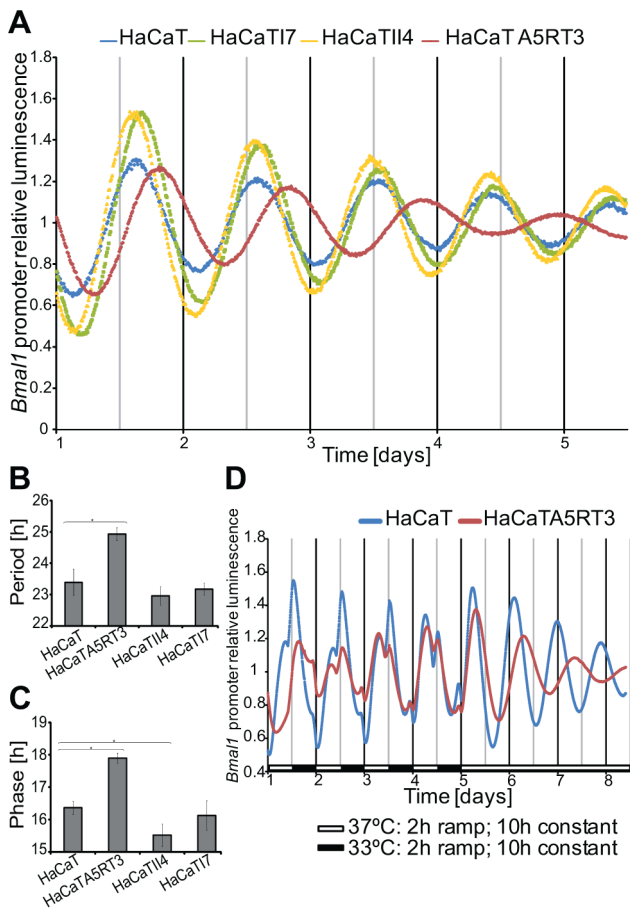 A
HaCaT HaCaTI7 HaCaTII4 HaCaT A5RT3
Bmal1 promoter relative luminescence
1.8
1.6
1.4
1.2
1
0.8
0.6
0.4
0.2
0
1 2 3 4 5
Time [days]
B
Period [h]
26
25
24
23
22
*
HaCaT HaCaTA5RT3 HaCaTII4 HaCaTI7
C
Phase [h]
19
18
17
16
15
*
*
HaCaT HaCaTA5RT3 HaCaTII4 HaCaTI7
D
HaCaT HaCaTA5RT3
Bmal1 promoter relative luminescence
1.8
1.6
1.4
1.2
1
0.8
0.6
0.4
1 2 3 4 5 6 7 8
Time [days]
37ºC: 2h ramp; 10h constant
33ºC: 2h ramp; 10h constant